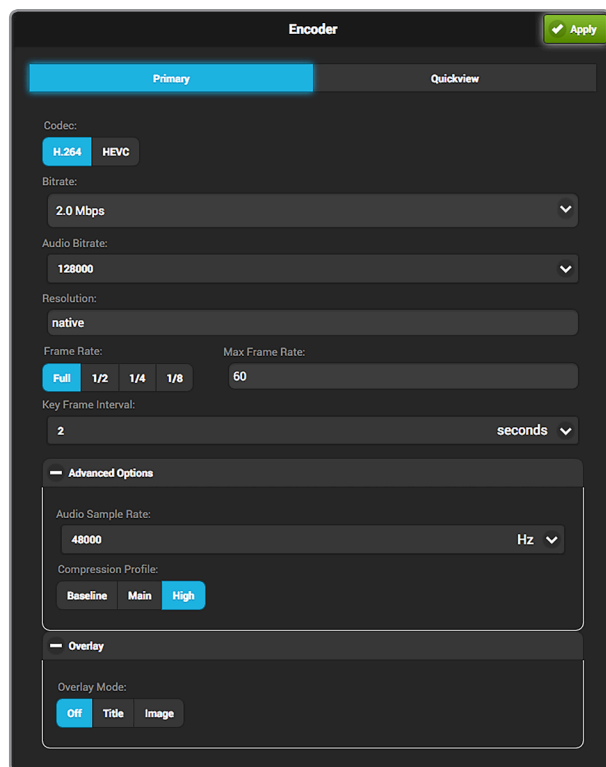 Encoder
Apply
Primary Quickview
Codec:
H.264 HEVC
Bitrate:
2.0 Mbps
Audio Bitrate:
128000
Resolution:
native
Frame Rate: Max Frame Rate:
Full 1/2 1/4 1/8 60
Key Frame Interval:
2 seconds
Advanced Options
Audio Sample Rate:
48000 Hz
Compression Profile:
Baseline Main High
Overlay
Overlay Mode:
Off Title Image